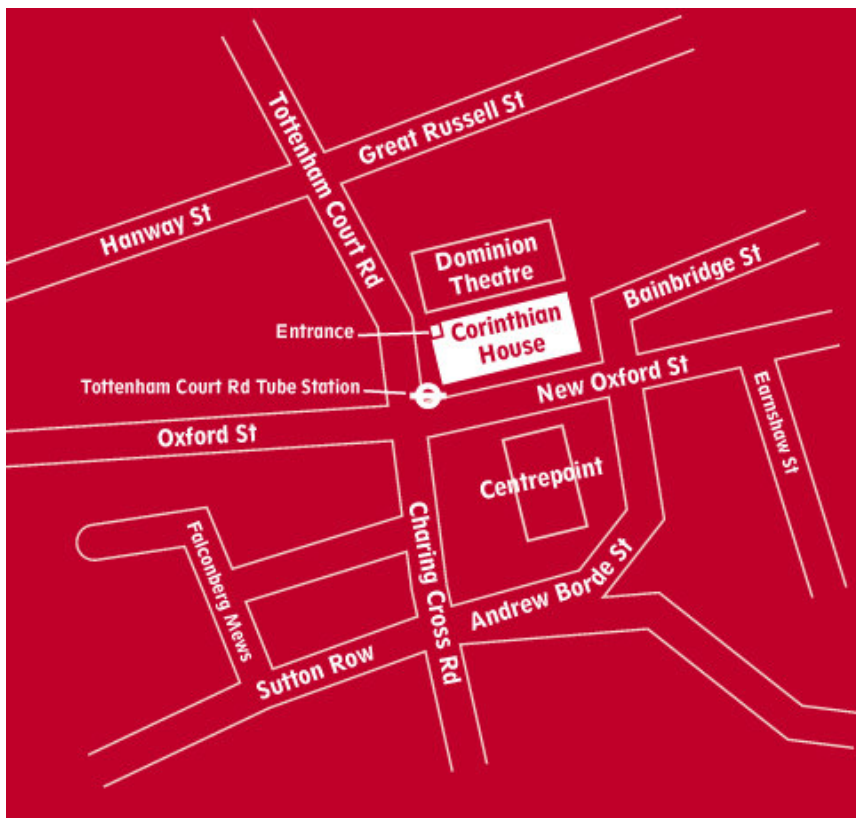 Tottenham Court Rd
Great Russell St
Hanway St
Dominion
Theatre
Bainbridge St
Entrance
Corinthian
House
Tottenham Court Rd Tube Station
New Oxford St
Earnshaw St
Oxford St
Centrepoint
Falconberg Mews
Charing Cross Rd
Andrew Borde St
Sutton Row